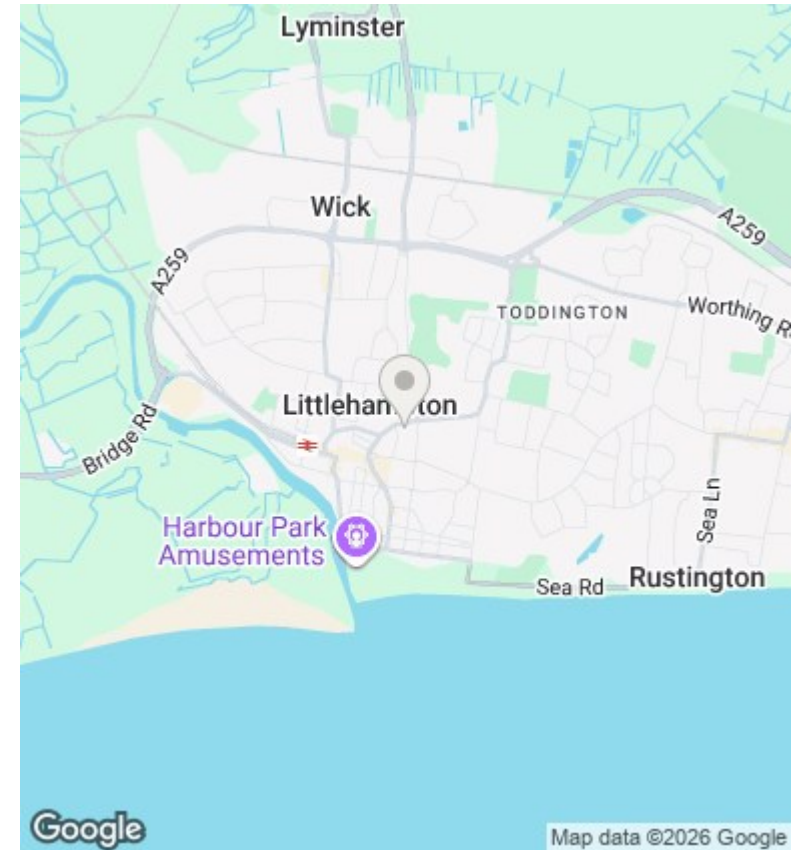 Lyminster
Wick
A259
A259
TODDINGTON
Worthing R
Littlehampton
Bridge Rd
Sea Ln
Harbour Park
Amusements
Sea Rd
Rustington
Google
Map data ©2026 Google